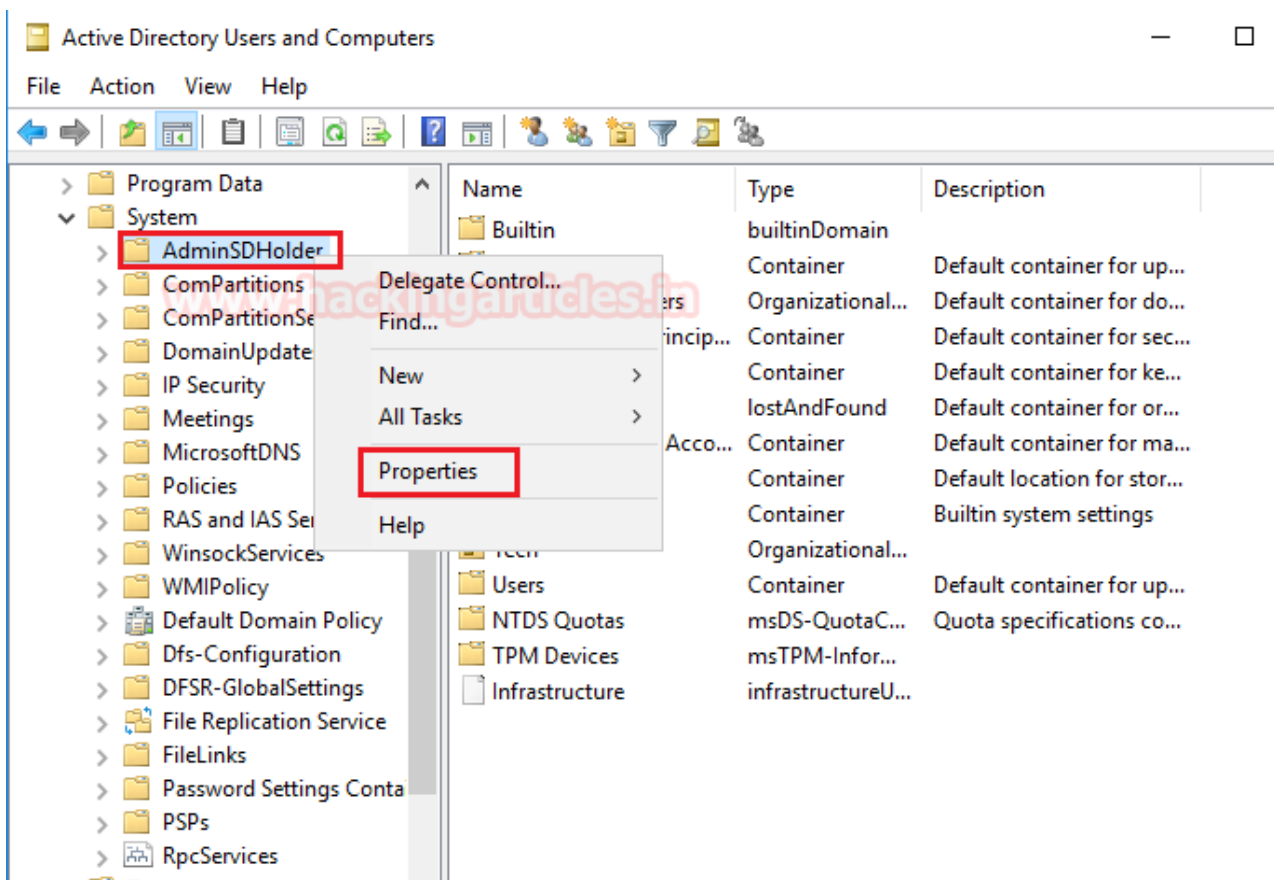 Active Directory Users and Computers
File Action View Help
Program Data
System
AdminSDHolder
ComPartitions
ComPartitionSe
DomainUpdate
IP Security
Meetings
MicrosoftDNS
Policies
RAS and IAS Ser
WinsockServices
WMIPolicy
Default Domain Policy
Dfs-Configuration
DFSR-GlobalSettings
File Replication Service
FileLinks
Password Settings Conta
PSPs
RpcServices
Delegate Control...
Find...
New
All Tasks
Properties
Help
www.hackingarticles.in
Name Type Description
Builtin builtinDomain
Container Default container for up...
ers Organizational... Default container for do...
rincip... Container Default container for sec...
Container Default container for ke...
lostAndFound Default container for or...
Acco... Container Default container for ma...
Container Default location for stor...
Container Builtin system settings
Tech Organizational...
Users Container Default container for up...
NTDS Quotas msDS-QuotaC... Quota specifications co...
TPM Devices msTPM-Infor...
Infrastructure infrastructureU...